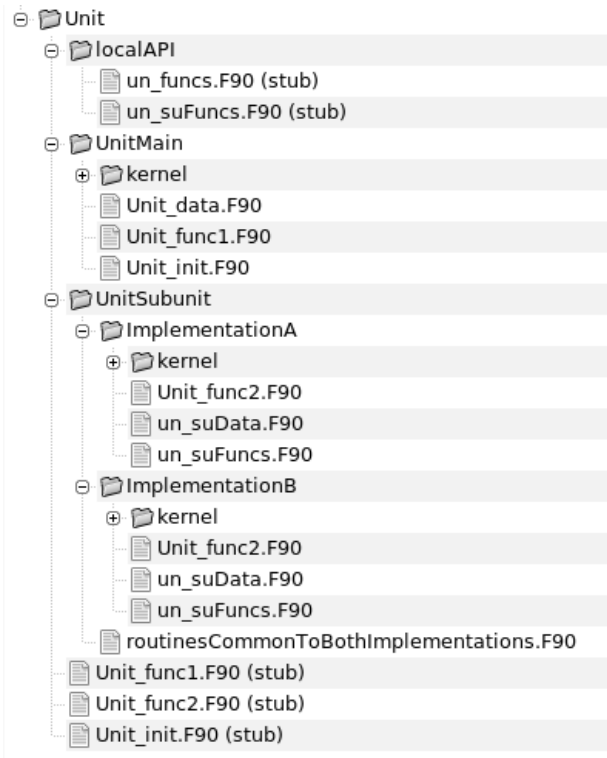 Unit
localAPI
un_funcs.F90 (stub)
un_suFuncs.F90 (stub)
UnitMain
kernel
Unit_data.F90
Unit_func1.F90
Unit_init.F90
UnitSubunit
ImplementationA
kernel
Unit_func2.F90
un_suData.F90
un_suFuncs.F90
ImplementationB
kernel
Unit_func2.F90
un_suData.F90
un_suFuncs.F90
routinesCommonToBothImplementations.F90
Unit_func1.F90 (stub)
Unit_func2.F90 (stub)
Unit_init.F90 (stub)